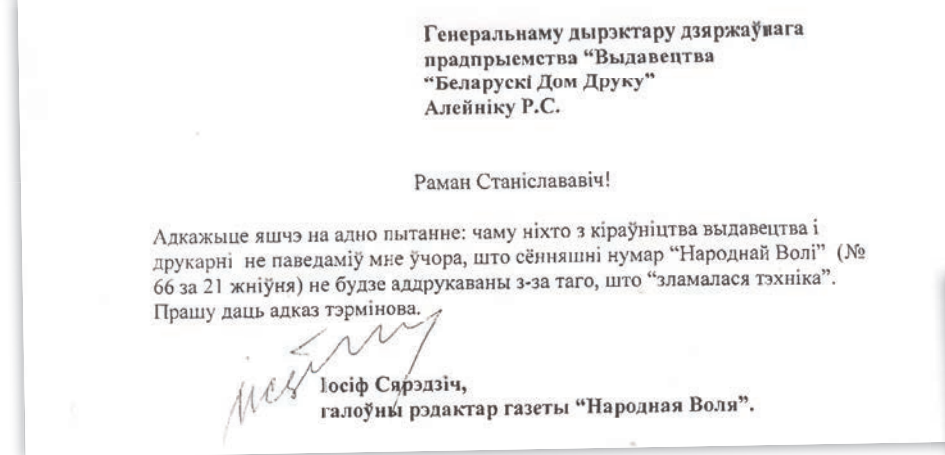 Генеральнаму дырэктару дзяржаўнага
прадпрыемства “Выдавецтва
“Беларускі Дом Друку”
Алейніку Р.С.
Раман Станіслававіч!
Адкажыце яшчэ на адно пытанне: чаму ніхто з кіраўніцтва выдавецтва і
друкарні не паведаміў мне ўчора, што сённяшні нумар “Народнай Волі” (№
66 за 21 жніўня) не будзе аддрукаваны з-за таго, што “зламалася тэхніка”.
Прашу даць адказ тэрмінова.
Іосіф Сярэдзіч,
галоўны рэдактар газеты “Народная Воля”.